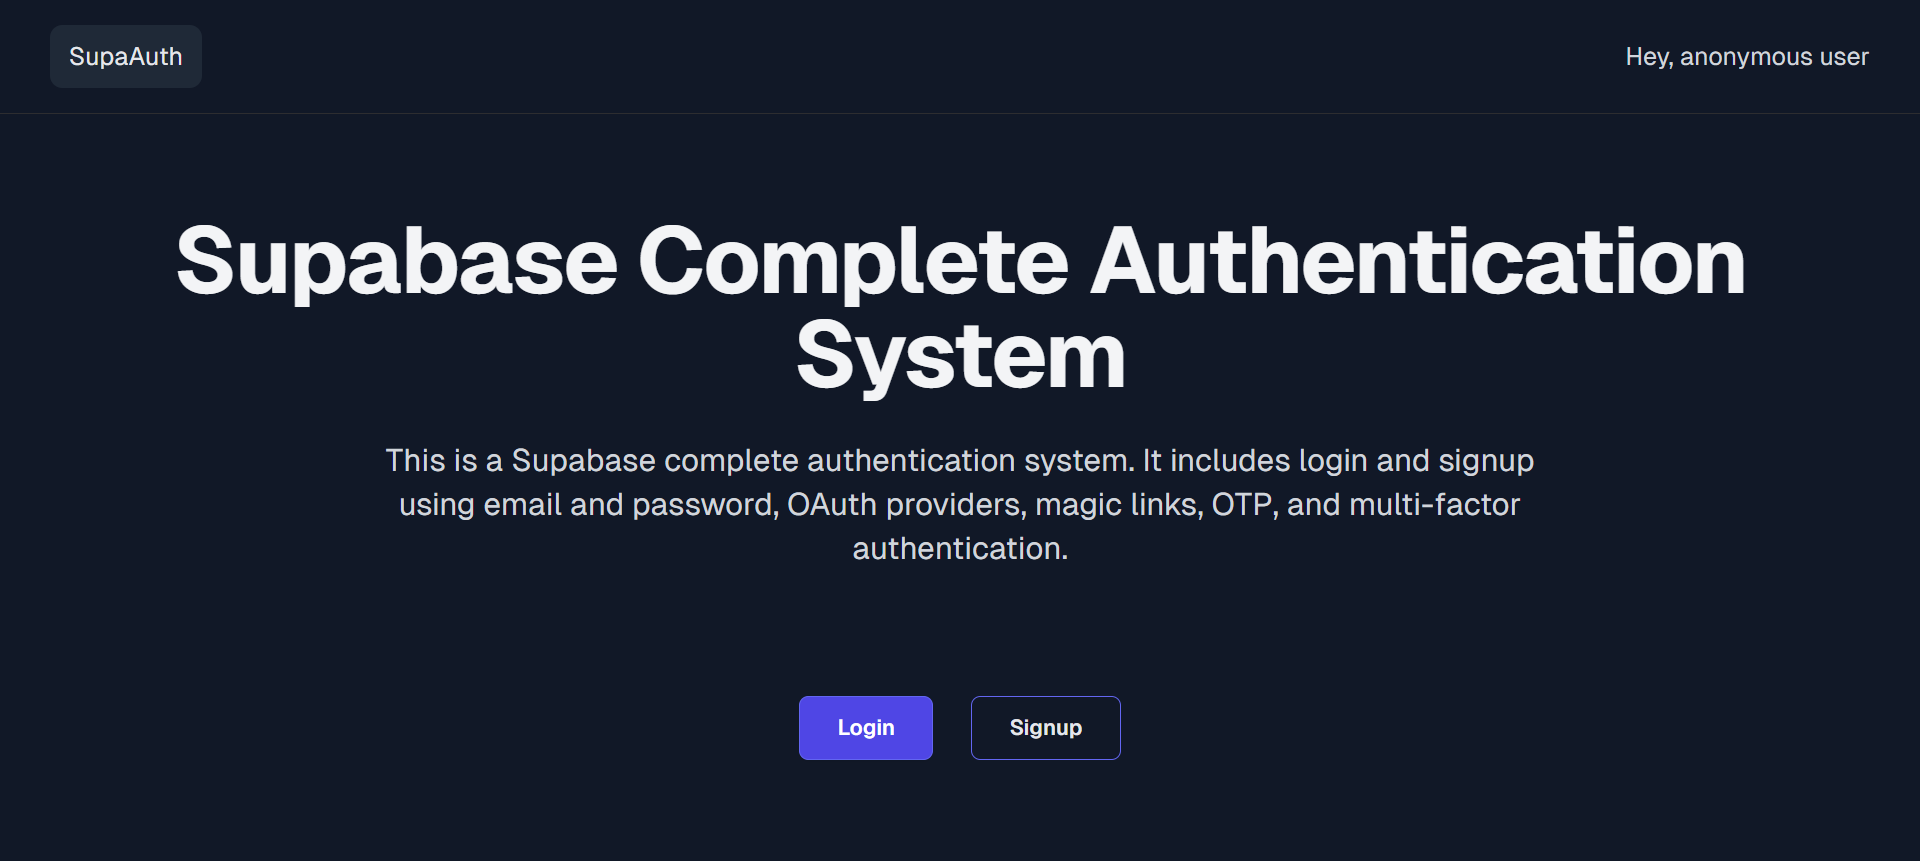 SupaAuth
Hey, anonymous user
Supabase Complete Authentication
System
This is a Supabase complete authentication system. It includes login and signup
using email and password, OAuth providers, magic links, OTP, and multi-factor
authentication.
Login
Signup